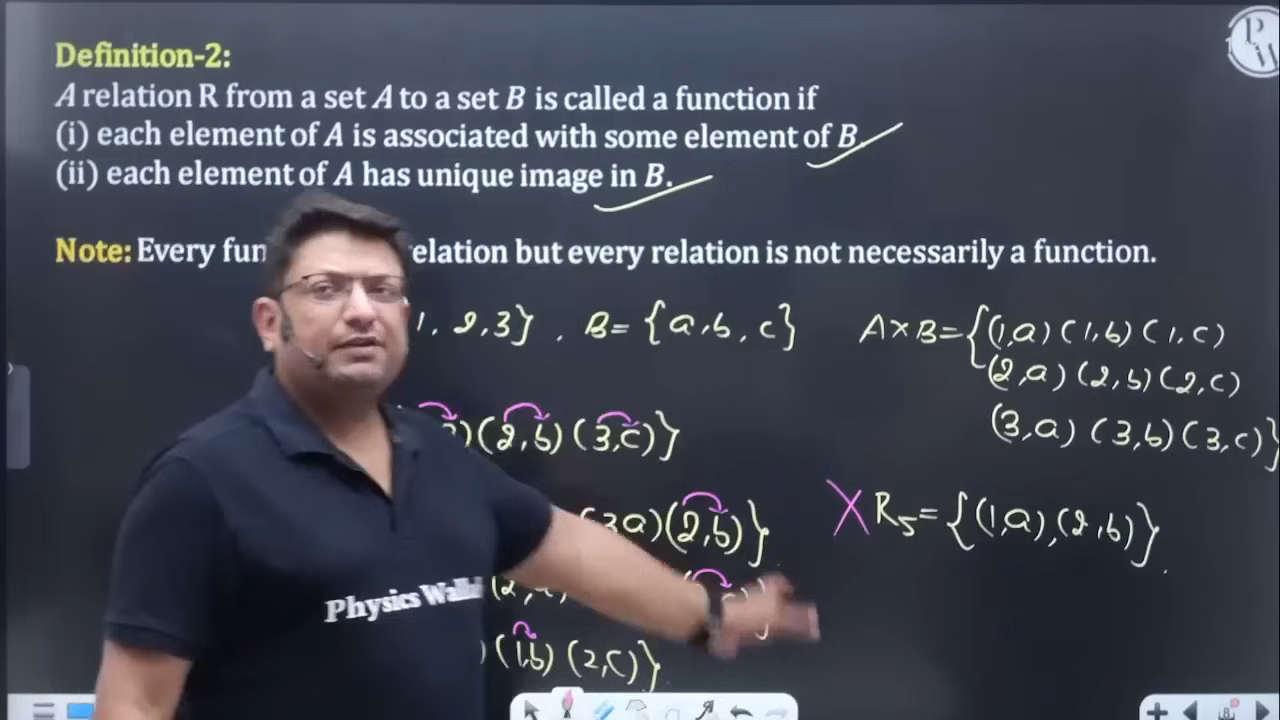 Definition-2:
A relation R from a set A to a set B is called a function if
(i) each element of A is associated with some element of B.
(ii) each element of A has unique image in B.
Note: Every fun elation but every relation is not necessarily a function.
1, 2, 3} , B = {a, b, c}
A×B = {(1,a) (1,b) (1,c)
(2,a) (2,b) (2,c)
(3,a) (3,b) (3,c)}
) (2,b) (3,c)}
3a) (2,b)}
X R5 = {(1,a), (2,b)}.
(2,
) (1,b) (2,c)}
Physics Wall
P
W
8